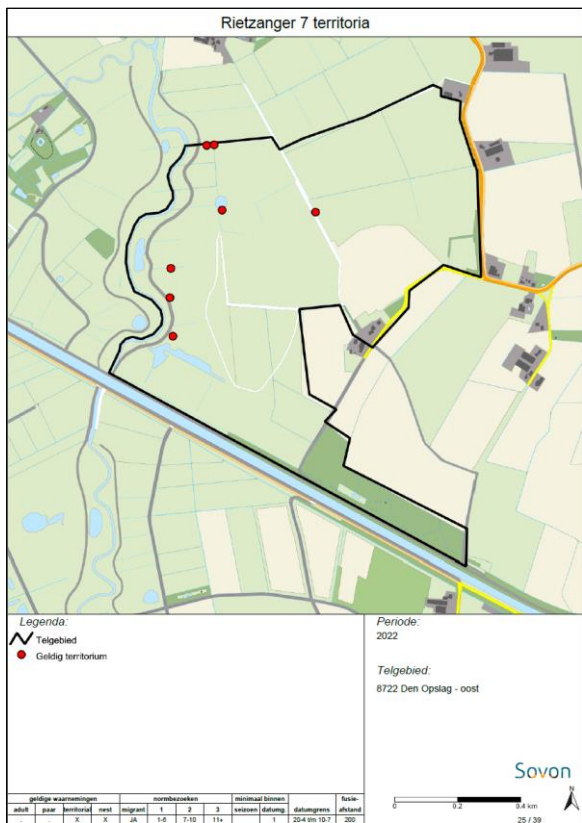 Rietzanger 7 territoria
Legenda:
Telgebied
Geldig territorium
Periode:
2022
Telgebied:
8722 Den Opslag - oost
Sovon
0 0.2 0.4 km
N
25 / 39
geldige waarnemingen normbezoeken minimaal binnen fusie-
adult paar territorial nest migrant 1 2 3 seizoen datumg. datumgrens afstand
. . X X JA 1-6 7-10 11+ 1 20-4 t/m 10-7 200